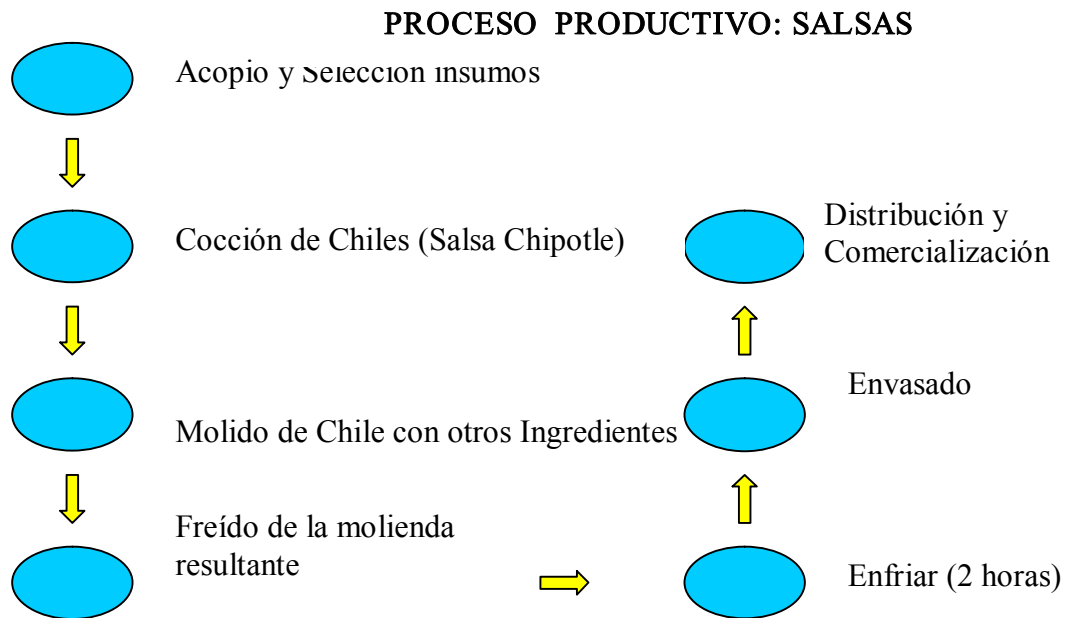 PROCESO PRODUCTIVO: SALSAS
Acopio y Selección insumos
Cocción de Chiles (Salsa Chipotle)
Molido de Chile con otros Ingredientes
Freído de la molienda
resultante
Enfriar (2 horas)
Envasado
Distribución y
Comercialización